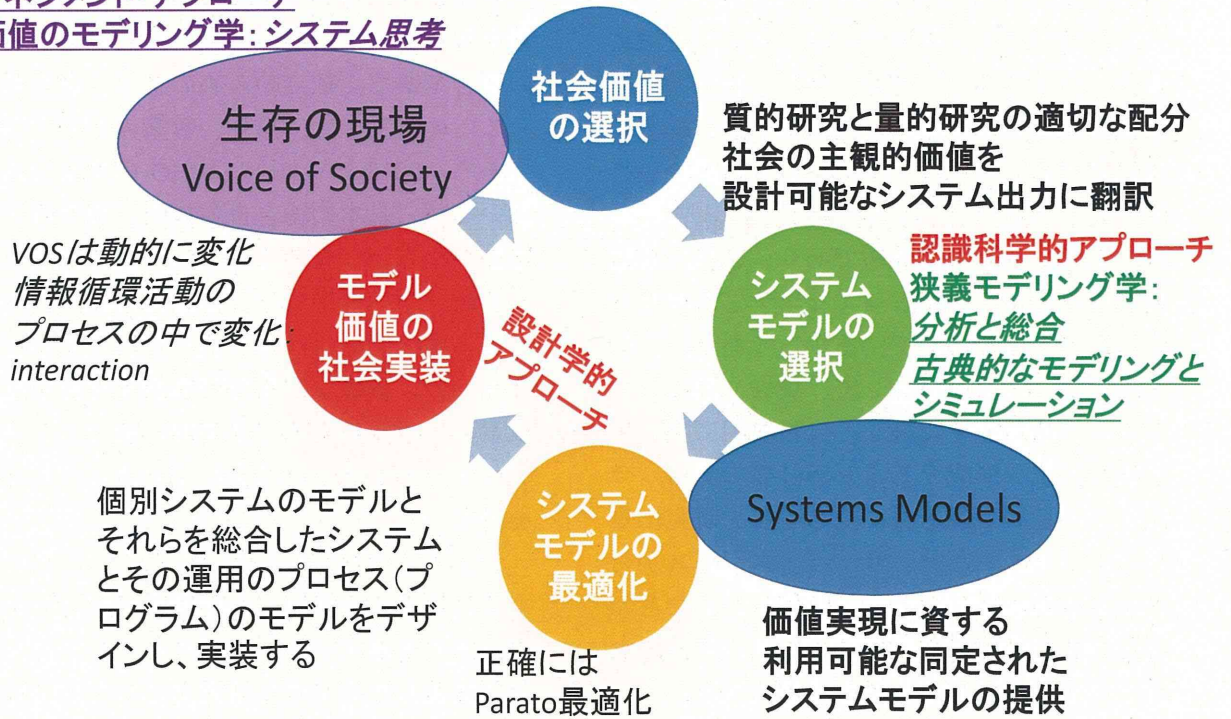 価値のモデリング学：システム思考
生存の現場
Voice of Society
社会価値
の選択
質的研究と量的研究の適切な配分
社会の主観的価値を
設計可能なシステム出力に翻訳
VOSは動的に変化
情報循環活動の
プロセスの中で変化：
interaction
モデル
価値の
社会実装
設計学的
アプローチ
システム
モデルの
選択
認識科学的アプローチ
狭義モデリング学：
分析と総合
古典的なモデリングと
シミュレーション
個別システムのモデルと
それらを総合したシステム
とその運用のプロセス（プ
ログラム）のモデルをデザ
インし、実装する
システム
モデルの
最適化
正確には
Parato最適化
Systems Models
価値実現に資する
利用可能な同定された
システムモデルの提供